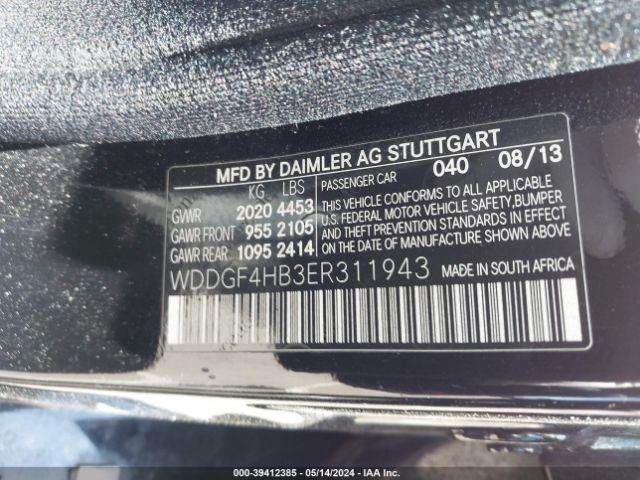 MFD BY DAIMLER AG STUTTGART
KG LBS PASSENGER CAR 040 08/13
GVWR 2020 4453
GAWR FRONT 955 2105
GAWR REAR 1095 2414
THIS VEHICLE CONFORMS TO ALL APPLICABLE
U.S. FEDERAL MOTOR VEHICLE SAFETY,BUMPER
AND THEFT PREVENTION STANDARDS IN EFFECT
ON THE DATE OF MANUFACTURE SHOWN ABOVE
WDDGF4HB3ER311943 MADE IN SOUTH AFRICA
000-39412385 - 05/14/2024 - IAA Inc.